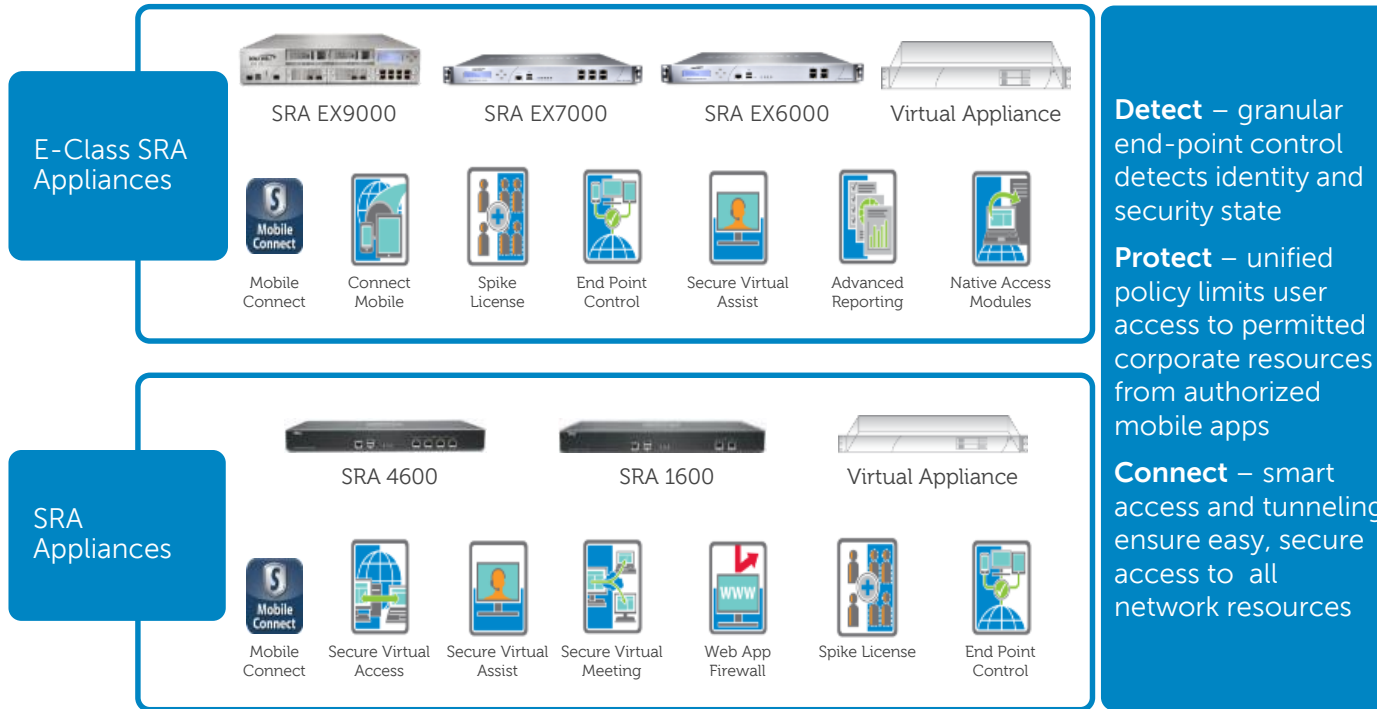 E-Class SRA
Appliances
SRA EX9000
SRA EX7000
SRA EX6000
Virtual Appliance
Mobile
Connect
Mobile
Connect
Connect
Mobile
Spike
License
End Point
Control
Secure Virtual
Assist
Advanced
Reporting
Native Access
Modules
SRA
Appliances
SRA 4600
SRA 1600
Virtual Appliance
Mobile
Connect
Mobile
Connect
Secure Virtual
Access
Secure Virtual
Assist
Secure Virtual
Meeting
WWW
Web App
Firewall
Spike License
End Point
Control
Detect – granular
end-point control
detects identity and
security state
Protect – unified
policy limits user
access to permitted
corporate resources
from authorized
mobile apps
Connect – smart
access and tunneling
ensure easy, secure
access to all
network resources